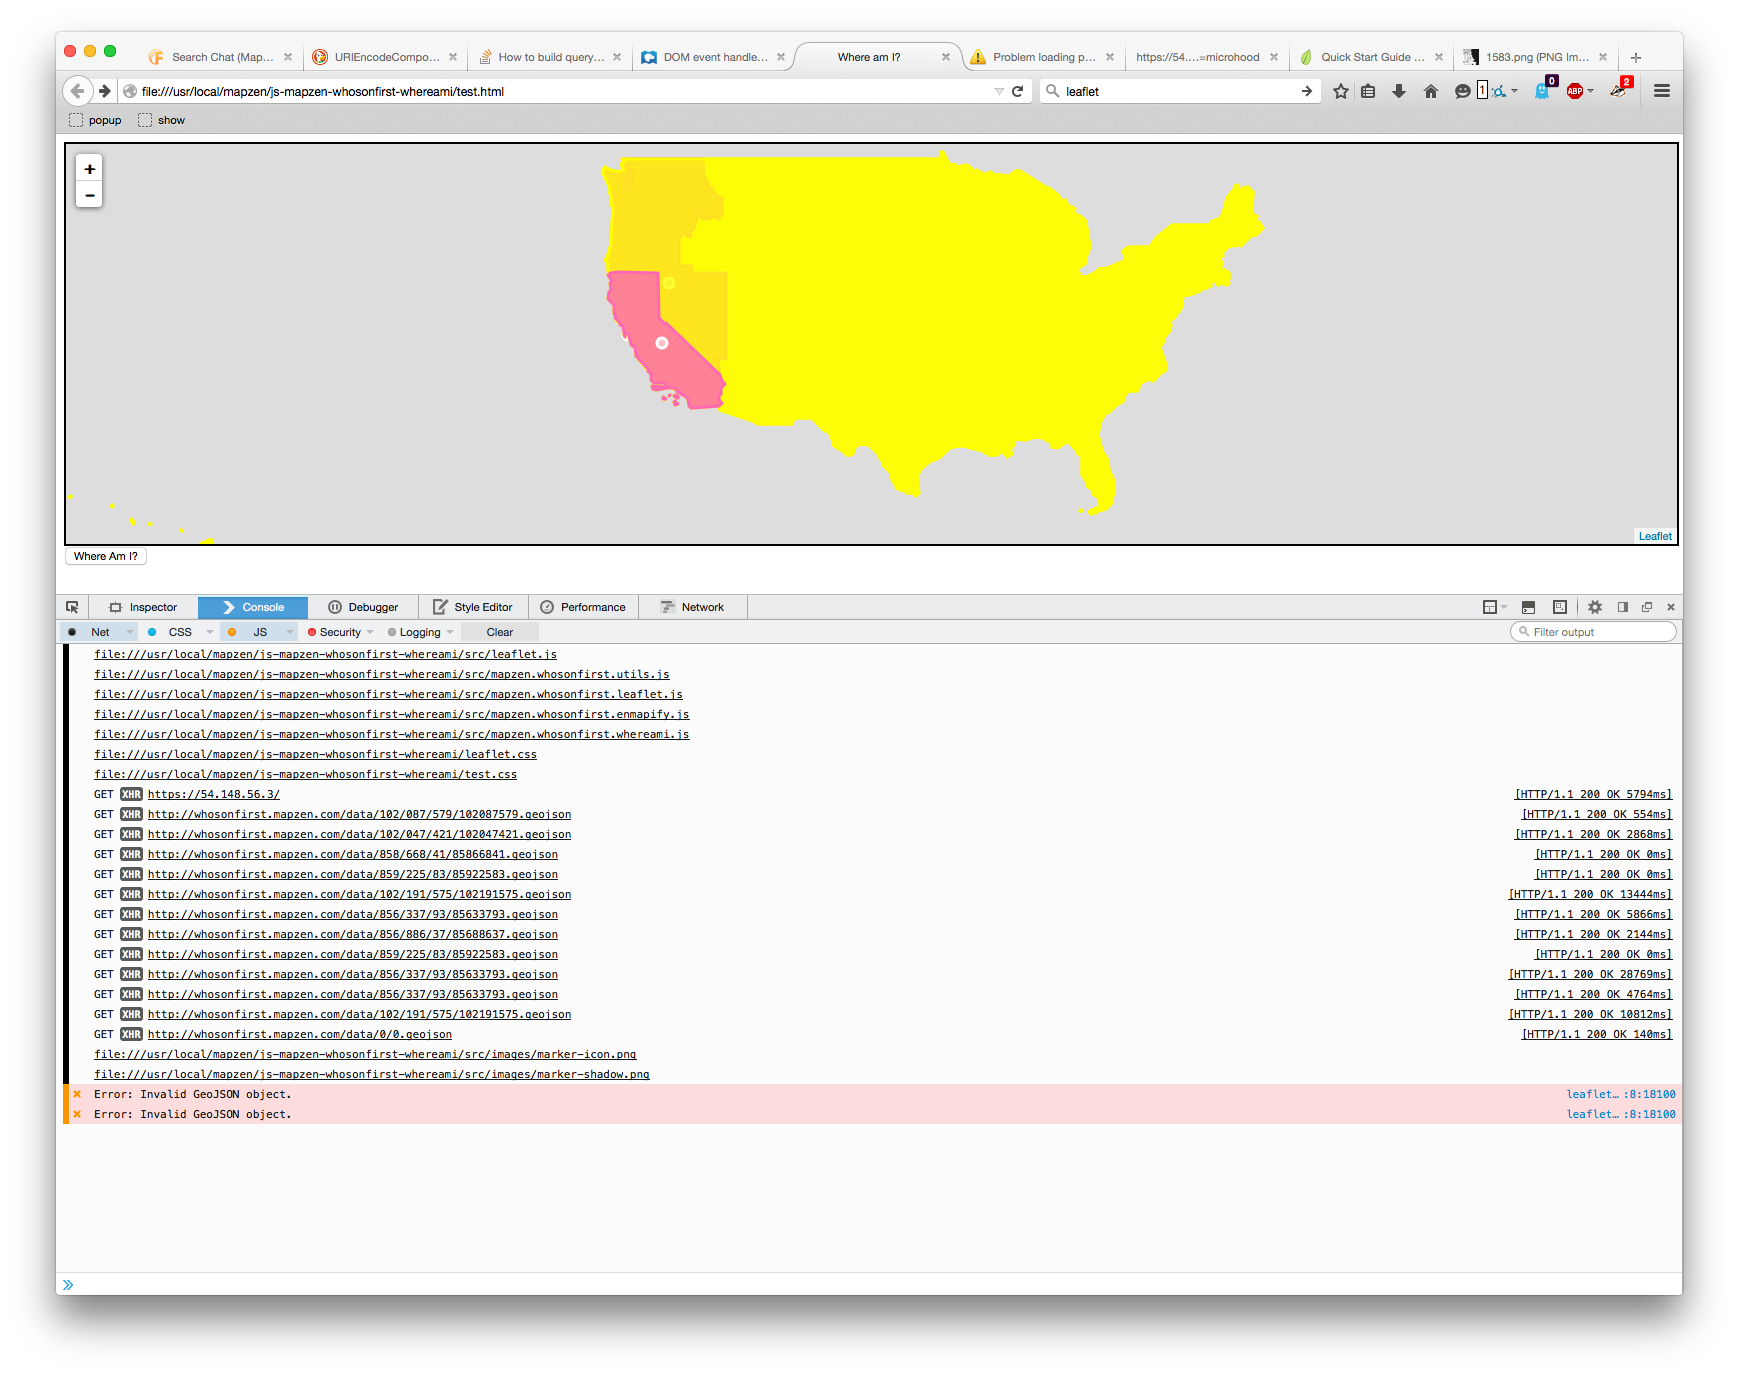 Search Chat (Map...
URIEncodeCompo...
How to build query...
DOM event handle...
Where am I?
Problem loading p...
https://54....=microhood
Quick Start Guide ...
1583.png (PNG Im...
file:///usr/local/mapzen/js-mapzen-whosonfirst-whereami/test.html
leaflet
1
0
ABP
2
popup
show
+
−
Leaflet
Where Am I?
Inspector
Console
Debugger
Style Editor
Performance
Network
Net
CSS
JS
Security
Logging
Clear
Filter output
file:///usr/local/mapzen/js-mapzen-whosonfirst-whereami/src/leaflet.js
file:///usr/local/mapzen/js-mapzen-whosonfirst-whereami/src/mapzen.whosonfirst.utils.js
file:///usr/local/mapzen/js-mapzen-whosonfirst-whereami/src/mapzen.whosonfirst.leaflet.js
file:///usr/local/mapzen/js-mapzen-whosonfirst-whereami/src/mapzen.whosonfirst.enmapify.js
file:///usr/local/mapzen/js-mapzen-whosonfirst-whereami/src/mapzen.whosonfirst.whereami.js
file:///usr/local/mapzen/js-mapzen-whosonfirst-whereami/leaflet.css
file:///usr/local/mapzen/js-mapzen-whosonfirst-whereami/test.css
GET XHR https://54.148.56.3/ [HTTP/1.1 200 OK 5794ms]
GET XHR http://whosonfirst.mapzen.com/data/102/087/579/102087579.geojson [HTTP/1.1 200 OK 554ms]
GET XHR http://whosonfirst.mapzen.com/data/102/047/421/102047421.geojson [HTTP/1.1 200 OK 2868ms]
GET XHR http://whosonfirst.mapzen.com/data/858/668/41/85866841.geojson [HTTP/1.1 200 OK 0ms]
GET XHR http://whosonfirst.mapzen.com/data/859/225/83/85922583.geojson [HTTP/1.1 200 OK 0ms]
GET XHR http://whosonfirst.mapzen.com/data/102/191/575/102191575.geojson [HTTP/1.1 200 OK 13444ms]
GET XHR http://whosonfirst.mapzen.com/data/856/337/93/85633793.geojson [HTTP/1.1 200 OK 5866ms]
GET XHR http://whosonfirst.mapzen.com/data/856/886/37/85688637.geojson [HTTP/1.1 200 OK 2144ms]
GET XHR http://whosonfirst.mapzen.com/data/859/225/83/85922583.geojson [HTTP/1.1 200 OK 0ms]
GET XHR http://whosonfirst.mapzen.com/data/856/337/93/85633793.geojson [HTTP/1.1 200 OK 28769ms]
GET XHR http://whosonfirst.mapzen.com/data/856/337/93/85633793.geojson [HTTP/1.1 200 OK 4764ms]
GET XHR http://whosonfirst.mapzen.com/data/102/191/575/102191575.geojson [HTTP/1.1 200 OK 10812ms]
GET XHR http://whosonfirst.mapzen.com/data/0/0.geojson [HTTP/1.1 200 OK 140ms]
file:///usr/local/mapzen/js-mapzen-whosonfirst-whereami/src/images/marker-icon.png
file:///usr/local/mapzen/js-mapzen-whosonfirst-whereami/src/images/marker-shadow.png
Error: Invalid GeoJSON object. leaflet… :8:18100
Error: Invalid GeoJSON object. leaflet… :8:18100